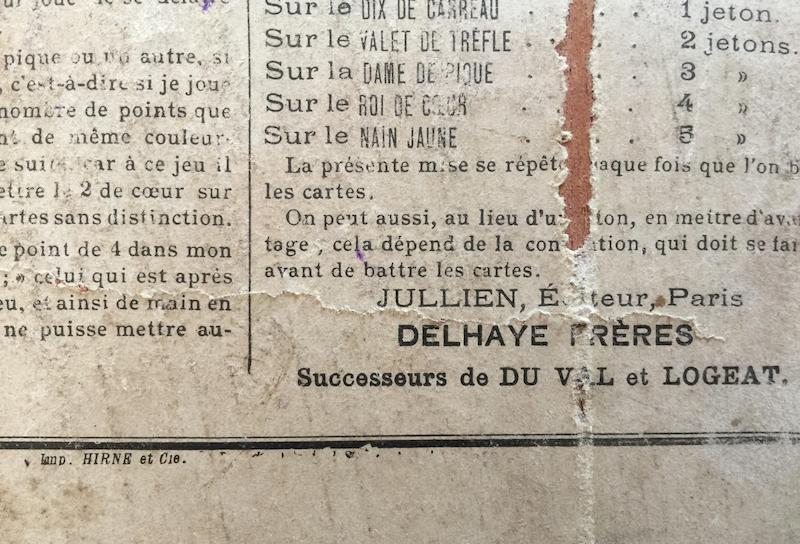 pique ou un autre, si
c'est-à-dire si je joue
nombre de points que
de même couleur.
suite car à ce jeu il
le 2 de cœur sur
sans distinction.
point de 4 dans mon
; » celui qui est après
et ainsi de main en
ne puisse mettre au-
Sur le DIX DE CARREAU . 1 jeton.
Sur le VALET DE TRÈFLE . . . 2 jetons.
Sur la DAME DE PIQUE . . . 3 »
Sur le ROI DE CŒUR . . . 4 »
Sur le NAIN JAUNE . . . 5 »
La présente mise se répète chaque fois que l'on
les cartes.
On peut aussi, au lieu d'un jeton, en mettre d'avan
tage, cela dépend de la convention, qui doit se fai
avant de battre les cartes.
JULLIEN, Éditeur, Paris
DELHAYE FRÈRES
Successeurs de DU VAL et LOGEAT.
Imp. HIRNE et Cie.